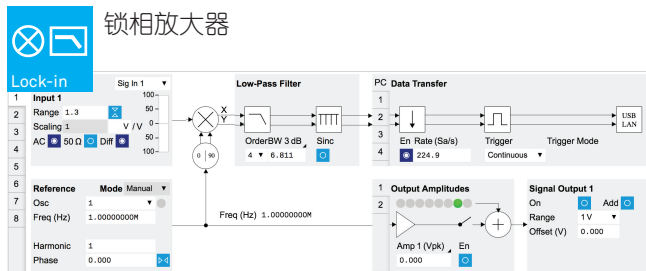 锁相放大器
Lock-in
Sig In 1
Low-Pass Filter
PC Data Transfer
1 Input 1
2 Range 1.3
3 Scaling 1 V / V
4 AC 50 Ω Diff
5
6
7
8
100
50
0
50
100
X
Y
0 90
Order BW 3 dB Sinc
4 6.811
1
2
3
4
En Rate (Sa/s) Trigger Trigger Mode
224.9 Continuous
USB
LAN
Reference Mode Manual
Osc 1
Freq (Hz) 1.00000000M
Harmonic 1
Phase 0.000
Freq (Hz) 1.00000000M
1 Output Amplitudes
2
Amp 1 (Vpk) En
0.000
Signal Output 1
On Add
Range 1 V
Offset (V) 0.000